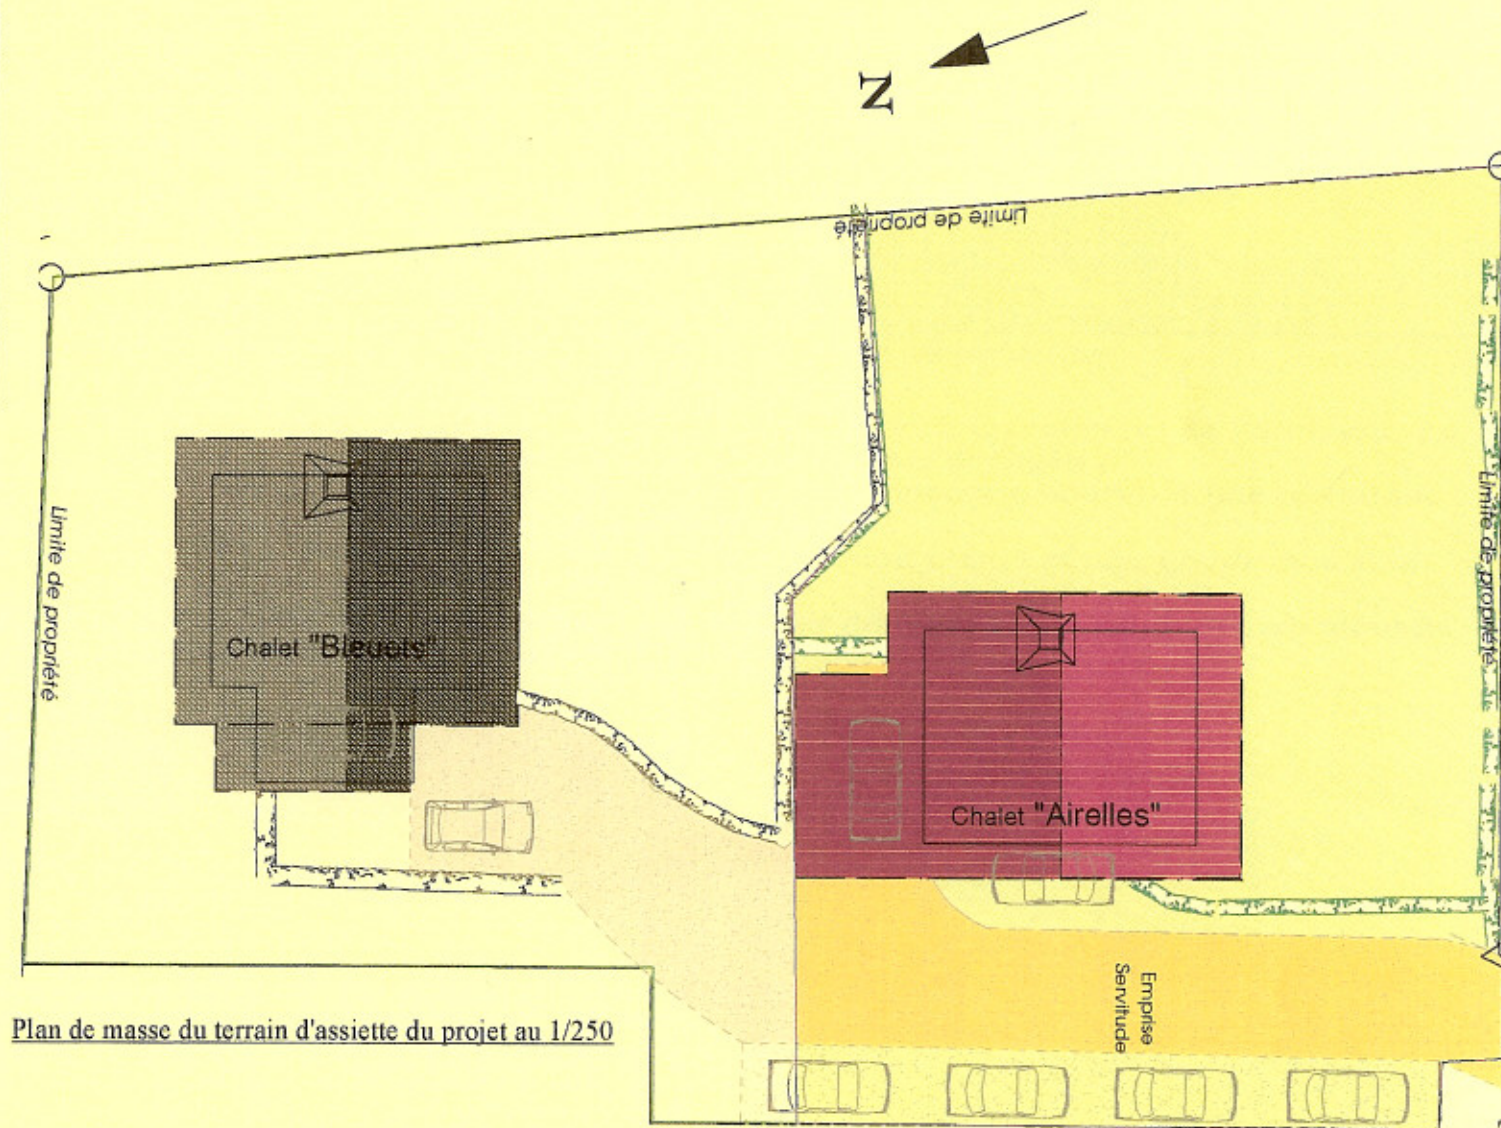 N
Limite de propriété
Limite de propriété
Limite de propriété
Chalet "Bleuets"
Chalet "Airelles"
Emprise
Servitude
Plan de masse du terrain d'assiette du projet au 1/250